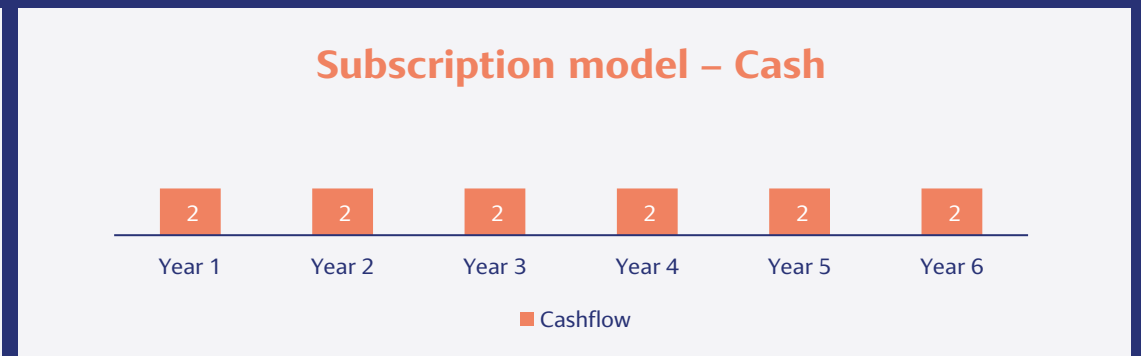 Subscription model – Cash
2 2 2 2 2 2
Year 1 Year 2 Year 3 Year 4 Year 5 Year 6
Cashflow